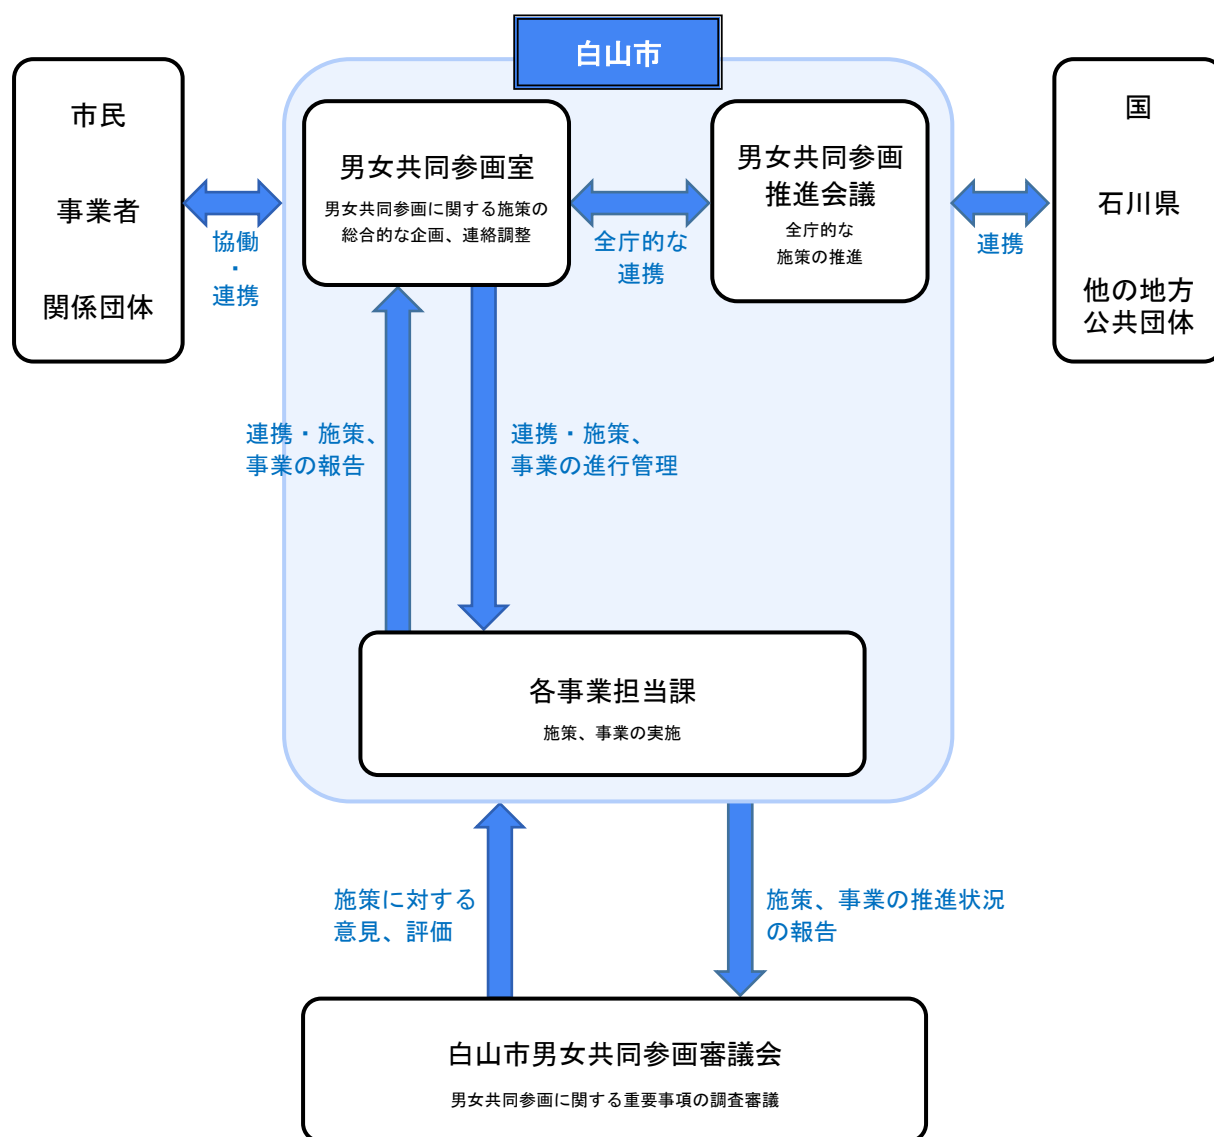 白山市
市民
事業者
関係団体
協働
・
連携
男女共同参画室
男女共同参画に関する施策の
総合的な企画、連絡調整
全庁的な
連携
男女共同参画
推進会議
全庁的な
施策の推進
連携
国
石川県
他の地方
公共団体
連携・施策、
事業の報告
連携・施策、
事業の進行管理
各事業担当課
施策、事業の実施
施策に対する
意見、評価
施策、事業の推進状況
の報告
白山市男女共同参画審議会
男女共同参画に関する重要事項の調査審議